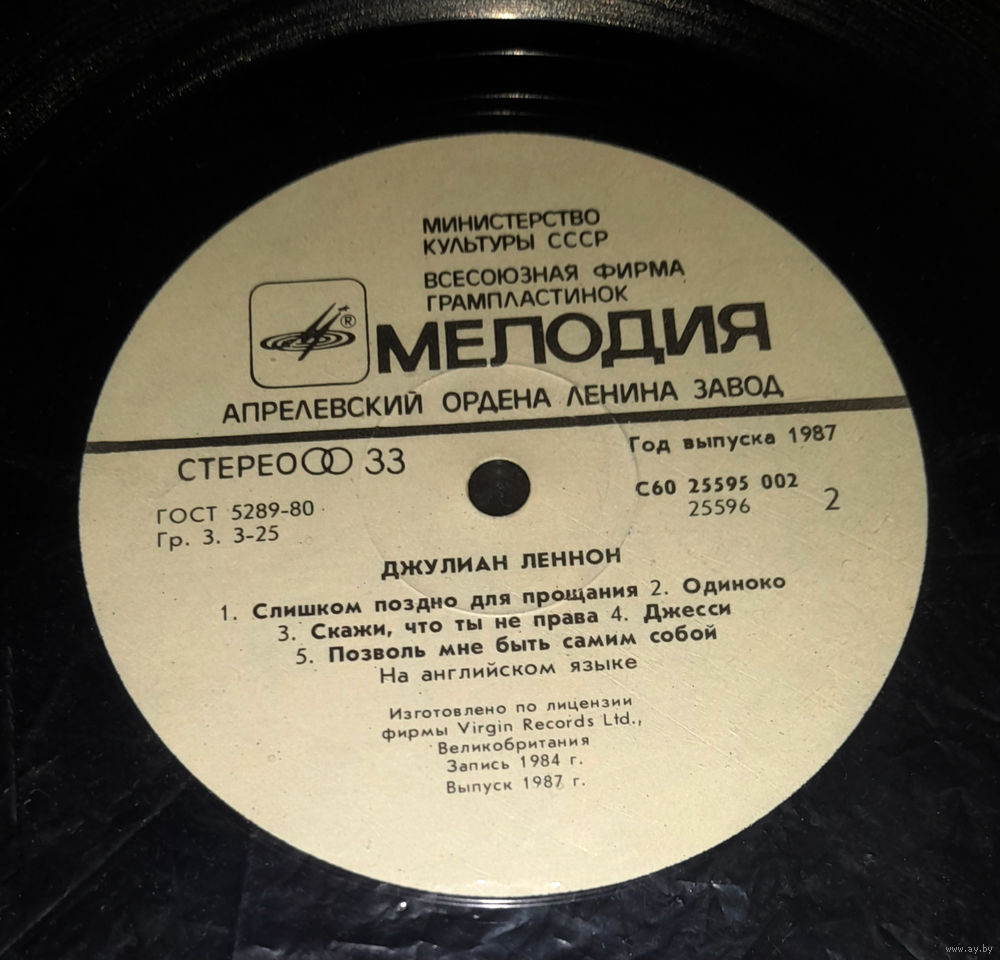 МИНИСТЕРСТВО
КУЛЬТУРЫ СССР
ВСЕСОЮЗНАЯ ФИРМА
ГРАМПЛАСТИНОК
®
МЕЛОДИЯ
АПРЕЛЕВСКИЙ ОРДЕНА ЛЕНИНА ЗАВОД
СТЕРЕО 33
Год выпуска 1987
ГОСТ 5289-80
Гр. 3. 3-25
С60 25595 002
25596
2
ДЖУЛИАН ЛЕННОН
1. Слишком поздно для прощания 2. Одиноко
3. Скажи, что ты не права 4. Джесси
5. Позволь мне быть самим собой
На английском языке
Изготовлено по лицензии
фирмы Virgin Records Ltd.,
Великобритания
Запись 1984 г.
Выпуск 1987 г.
www.ay.by